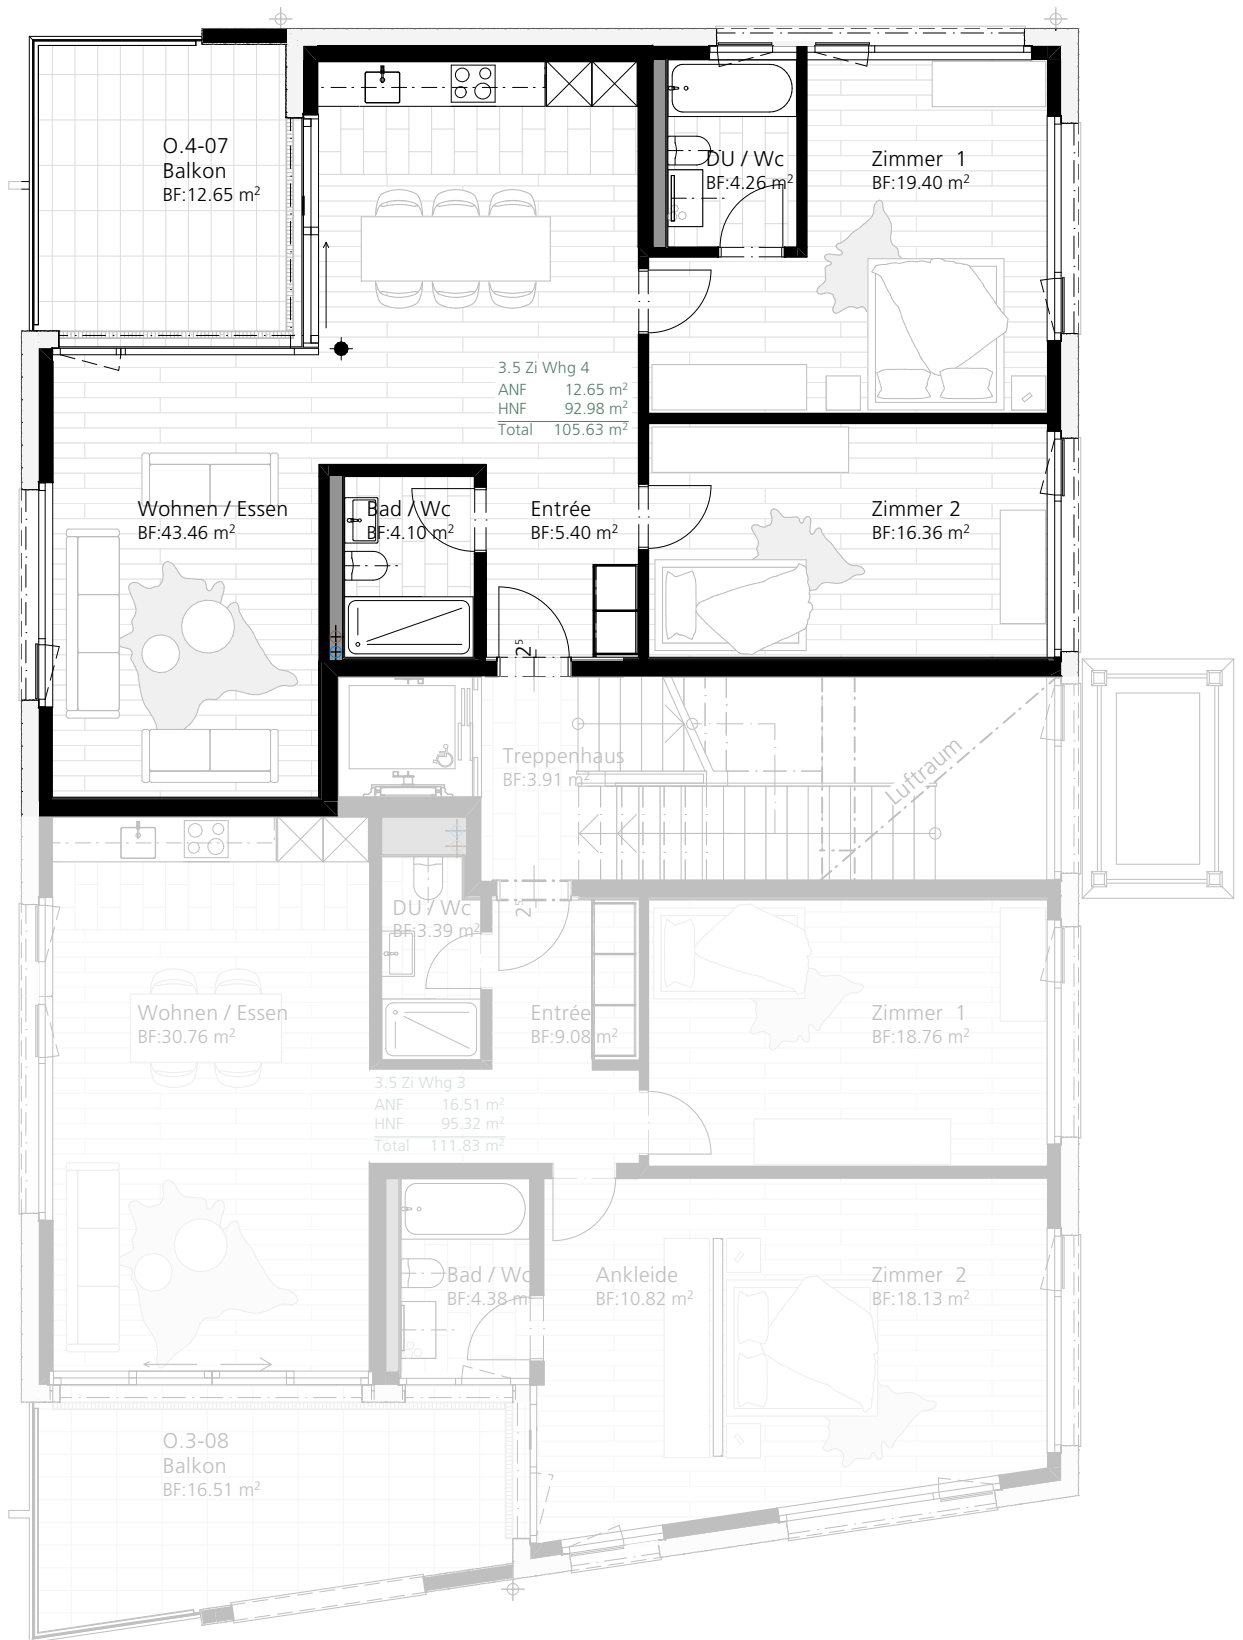 O.4-07
Balkon
BF:12.65 m²
DU / Wc
BF:4.26 m²
Zimmer 1
BF:19.40 m²
3.5 Zi Whg 4
ANF 12.65 m²
HNF 92.98 m²
Total 105.63 m²
Wohnen / Essen
BF:43.46 m²
Bad / Wc
BF:4.10 m²
Entrée
BF:5.40 m²
Zimmer 2
BF:16.36 m²
2⁵
Treppenhaus
BF:3.91 m²
Luftraum
DU / Wc
BF:3.39 m²
2⁵
Wohnen / Essen
BF:30.76 m²
Entrée
BF:9.08 m²
Zimmer 1
BF:18.76 m²
3.5 Zi Whg 3
ANF 16.51 m²
HNF 95.32 m²
Total 111.83 m²
Bad / Wc
BF:4.38 m²
Ankleide
BF:10.82 m²
Zimmer 2
BF:18.13 m²
O.3-08
Balkon
BF:16.51 m²